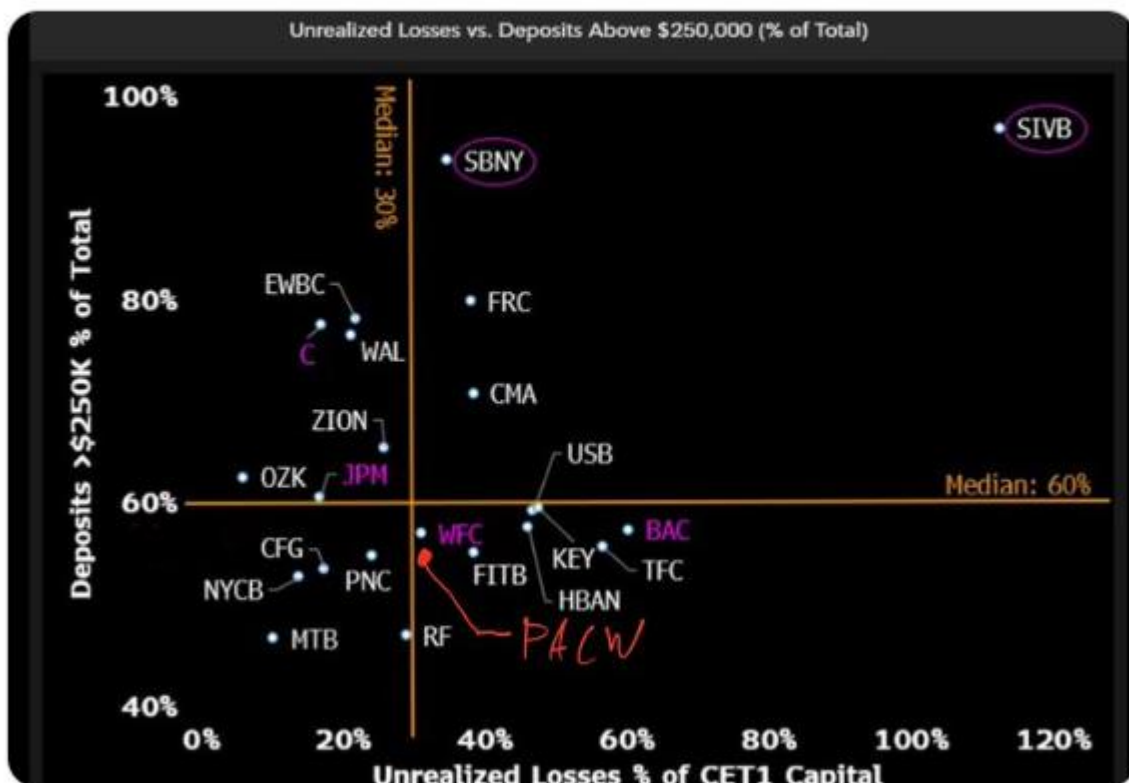 Unrealized Losses vs. Deposits Above $250,000 (% of Total)
100%
Median: 30%
SBNY
SIVB
EWBC
80%
FRC
C
WAL
CMA
ZION
USB
OZK
JPM
Median: 60%
60%
WFC
BAC
CFG
PNC
FITB
KEY
TFC
NYCB
HBAN
MTB
RF
PACW
40%
0% 20% 40% 60% 80% 100% 120%
Deposits >$250K % of Total
Unrealized Losses % of CET1 Capital